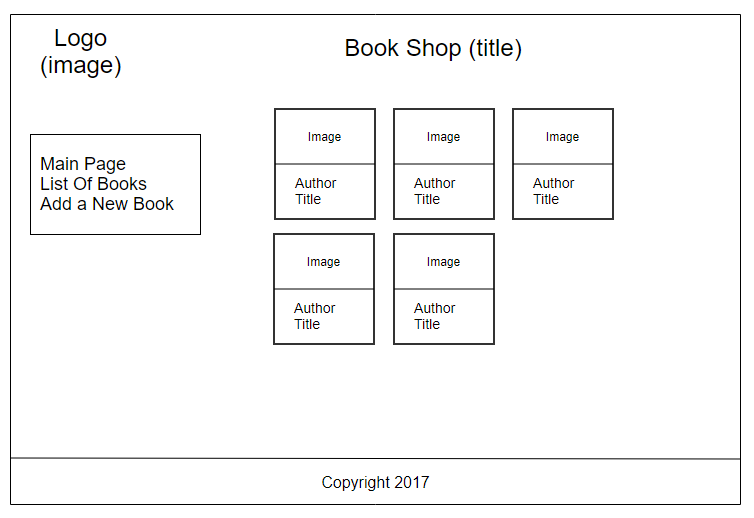 Logo
(image)
Book Shop (title)
Main Page
List Of Books
Add a New Book
Image
Author
Title
Image
Author
Title
Image
Author
Title
Image
Author
Title
Image
Author
Title
Copyright 2017